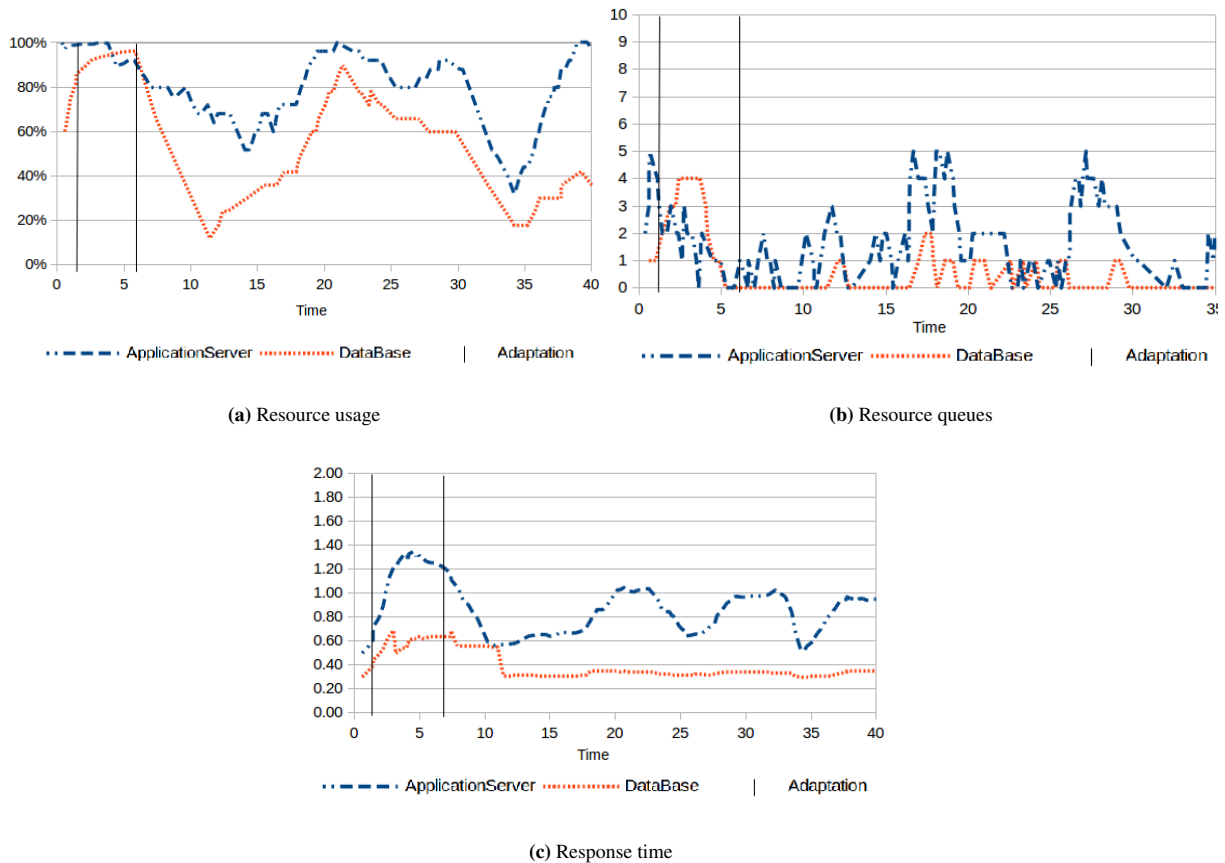 100%
80%
60%
40%
20%
0%
0 5 10 15 20 25 30 35 40
Time
ApplicationServer DataBase Adaptation
(a) Resource usage
10
9
8
7
6
5
4
3
2
1
0
0 5 10 15 20 25 30 35
Time
ApplicationServer DataBase Adaptation
(b) Resource queues
2.00
1.80
1.60
1.40
1.20
1.00
0.80
0.60
0.40
0.20
0.00
0 5 10 15 20 25 30 35 40
Time
ApplicationServer DataBase Adaptation
(c) Response time